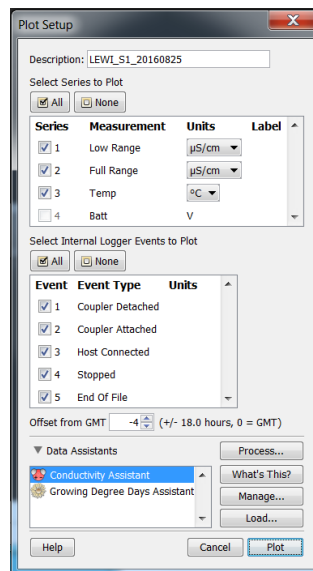 Plot Setup
X
Description: LEWI_S1_20160825
Select Series to Plot
All None
Series Measurement Units Label
1 Low Range µS/cm
2 Full Range µS/cm
3 Temp °C
4 Batt V
Select Internal Logger Events to Plot
All None
Event Event Type Units
1 Coupler Detached
2 Coupler Attached
3 Host Connected
4 Stopped
5 End Of File
Offset from GMT -4 (+/- 18.0 hours, 0 = GMT)
Data Assistants Process...
Conductivity Assistant What's This?
Growing Degree Days Assistant Manage...
Load...
Help Cancel Plot